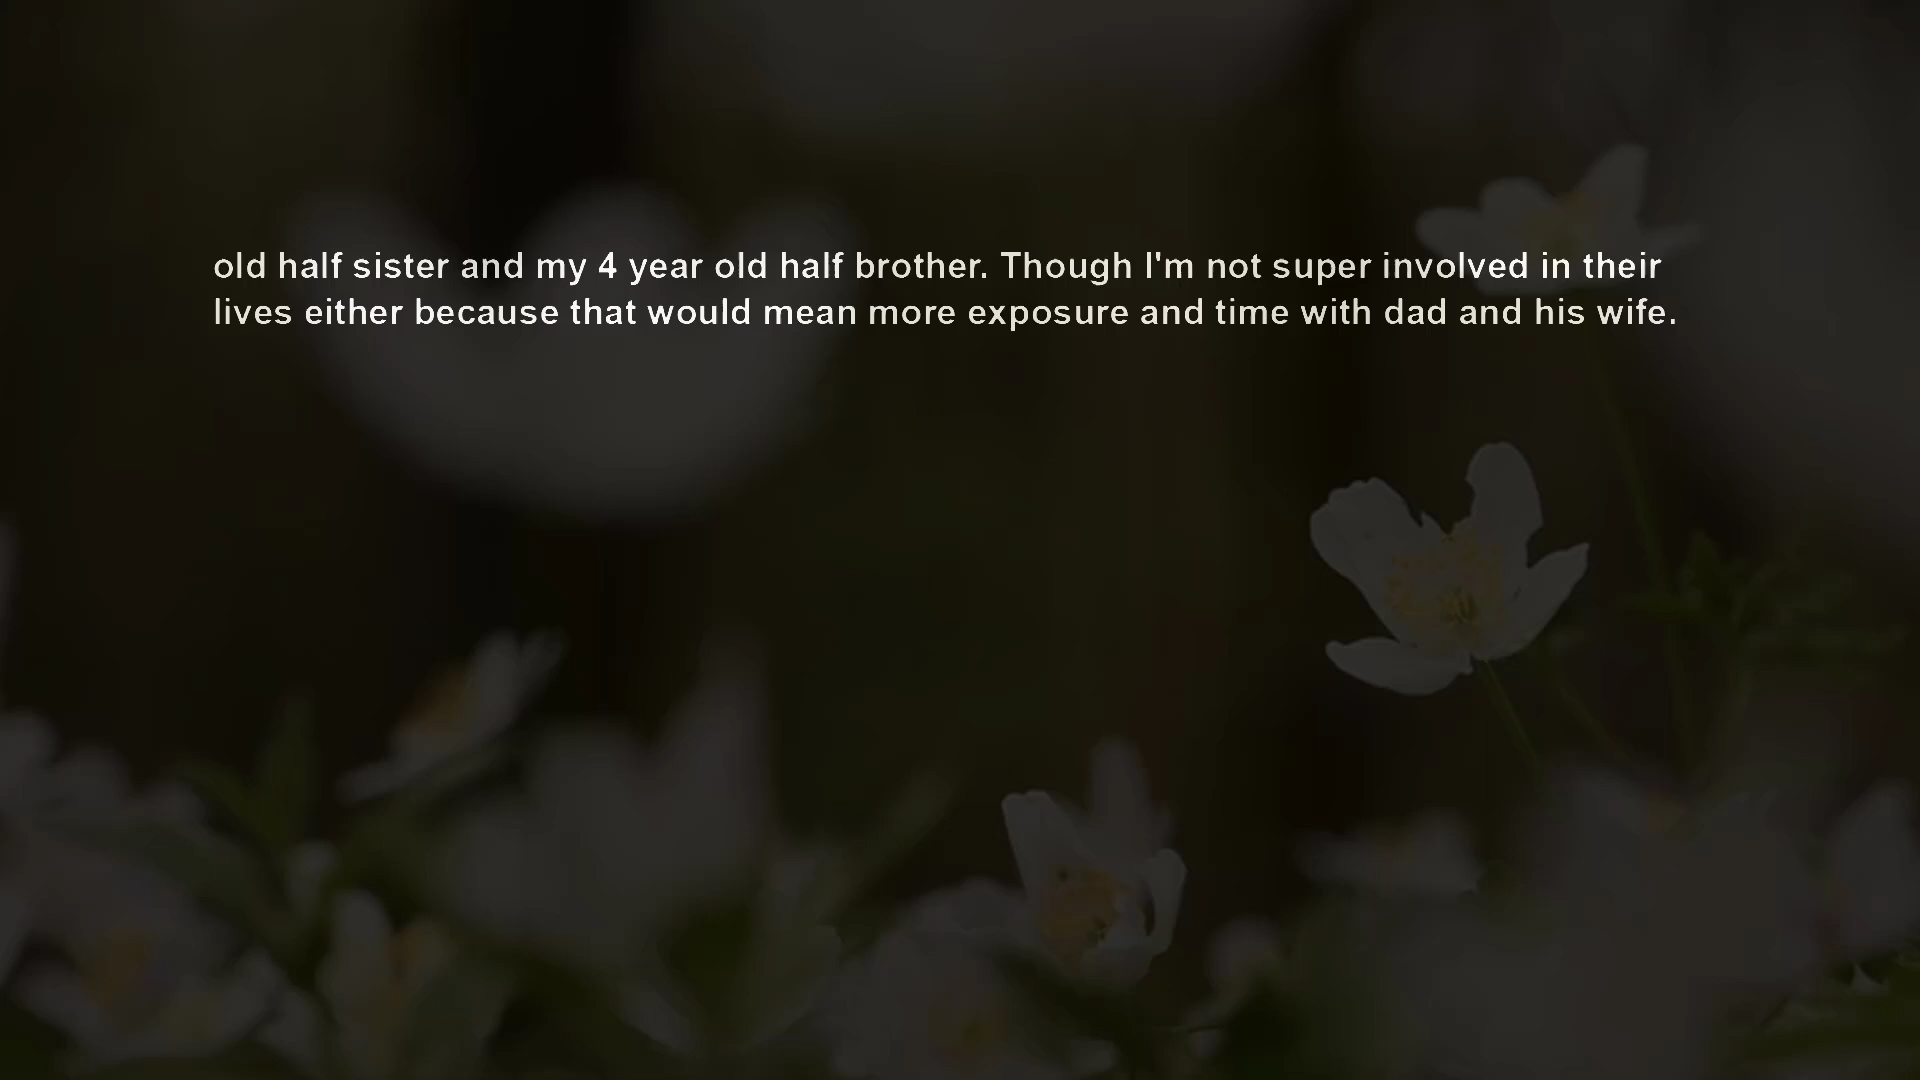 old half sister and my 4 year old half brother. Though I'm not super involved in their
lives either because that would mean more exposure and time with dad and his wife.